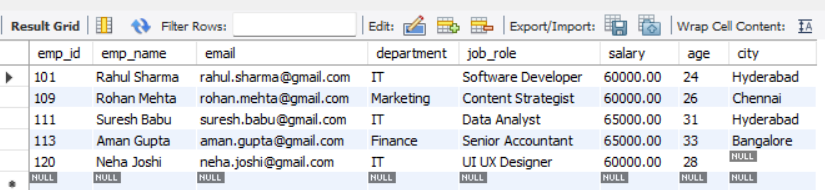 Result Grid Filter Rows: Edit: Export/Import: Wrap Cell Content: IA
emp_id emp_name email department job_role salary age city
101 Rahul Sharma rahul.sharma@gmail.com IT Software Developer 60000.00 24 Hyderabad
109 Rohan Mehta rohan.mehta@gmail.com Marketing Content Strategist 60000.00 26 Chennai
111 Suresh Babu suresh.babu@gmail.com IT Data Analyst 65000.00 31 Hyderabad
113 Aman Gupta aman.gupta@gmail.com Finance Senior Accountant 65000.00 33 Bangalore
120 Neha Joshi neha.joshi@gmail.com IT UI UX Designer 60000.00 28 NULL
NULL NULL NULL NULL NULL NULL NULL NULL